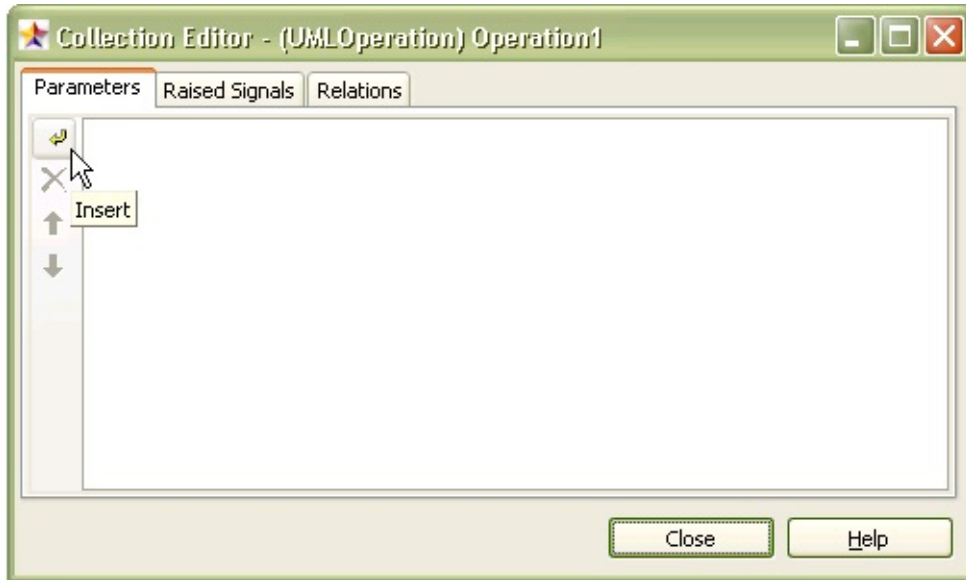 Collection Editor - (UMLOperation) Operation1
Parameters Raised Signals Relations
Insert
Close Help